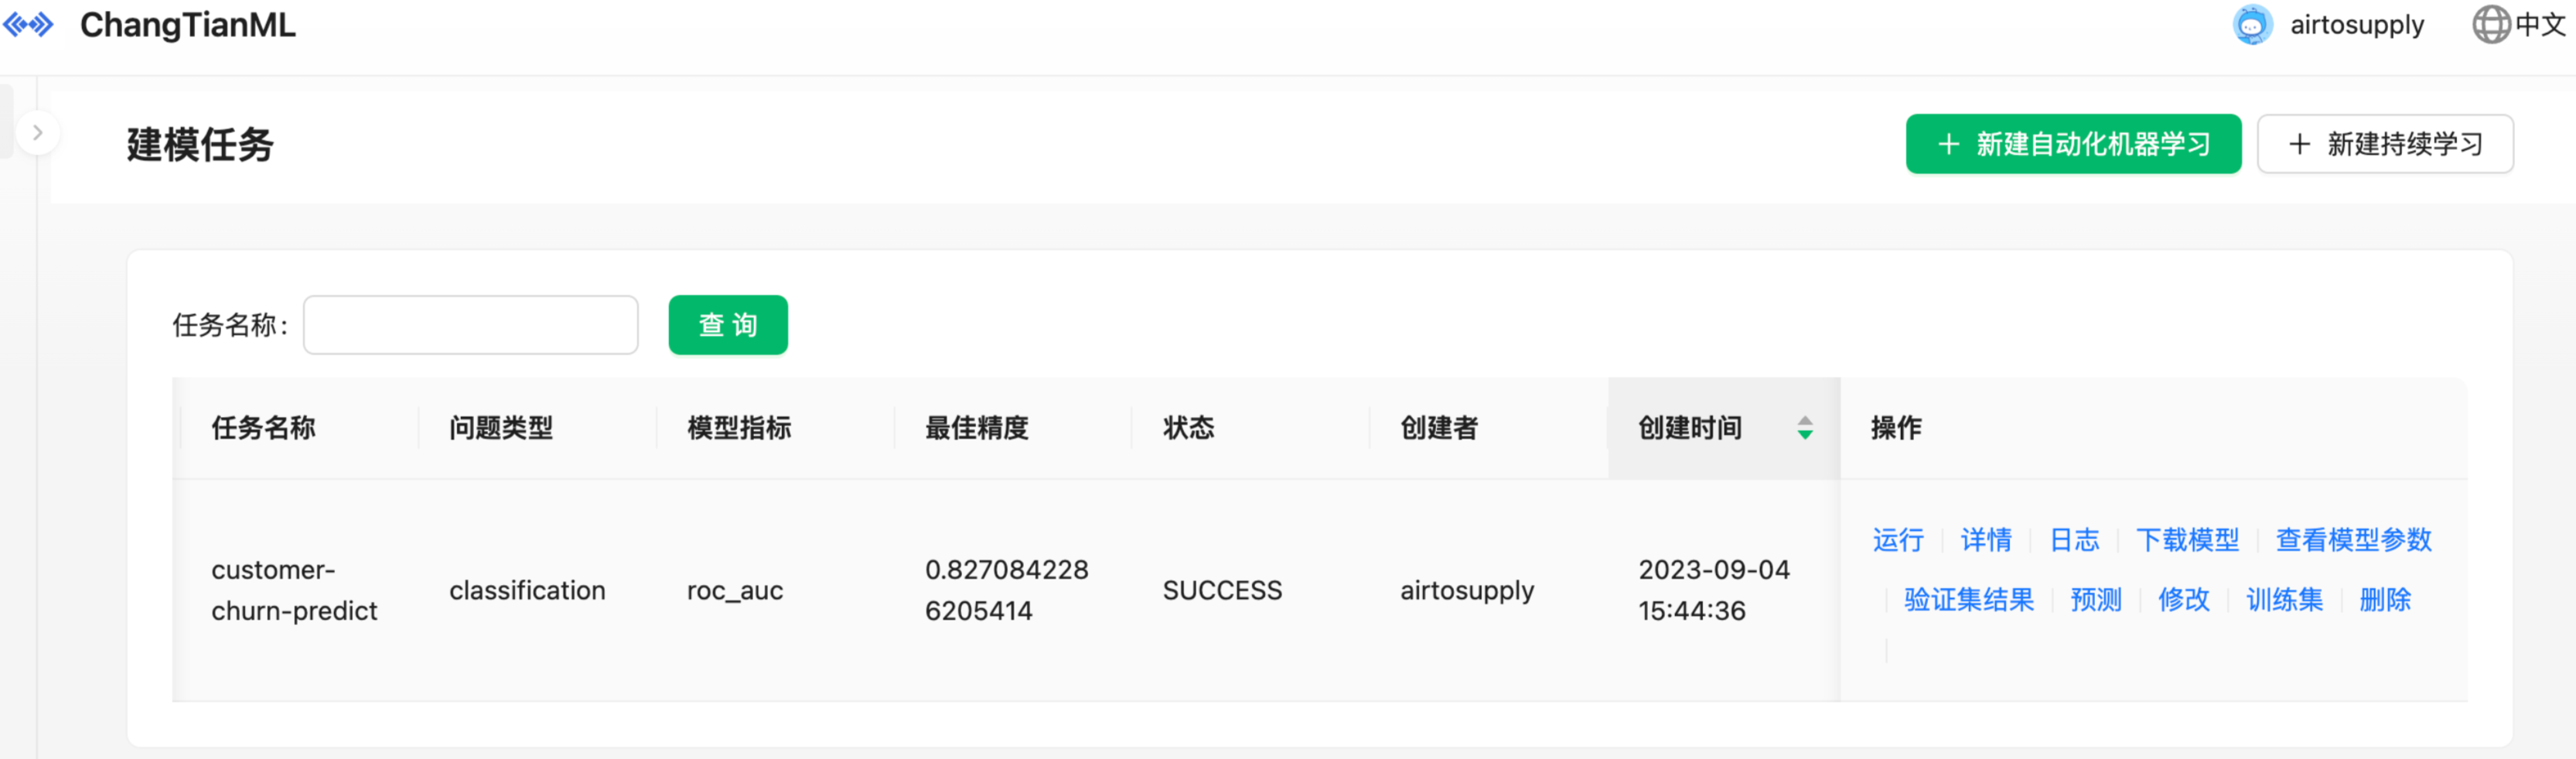 ChangTianML
airtosupply
中文
建模任务
+ 新建自动化机器学习
+ 新建持续学习
任务名称:
查 询
任务名称 问题类型 模型指标 最佳精度 状态 创建者 创建时间 操作
customer-
churn-predict
classification
roc_auc
0.827084228
6205414
SUCCESS
airtosupply
2023-09-04
15:44:36
运行 详情 日志 下载模型 查看模型参数
验证集结果 预测 修改 训练集 删除